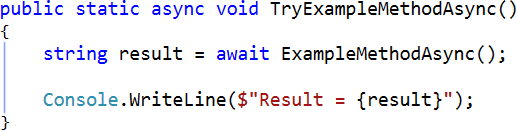 public static async void TryExampleMethodAsync()
{
    string result = await ExampleMethodAsync();
    Console.WriteLine($"Result = {result}");
}